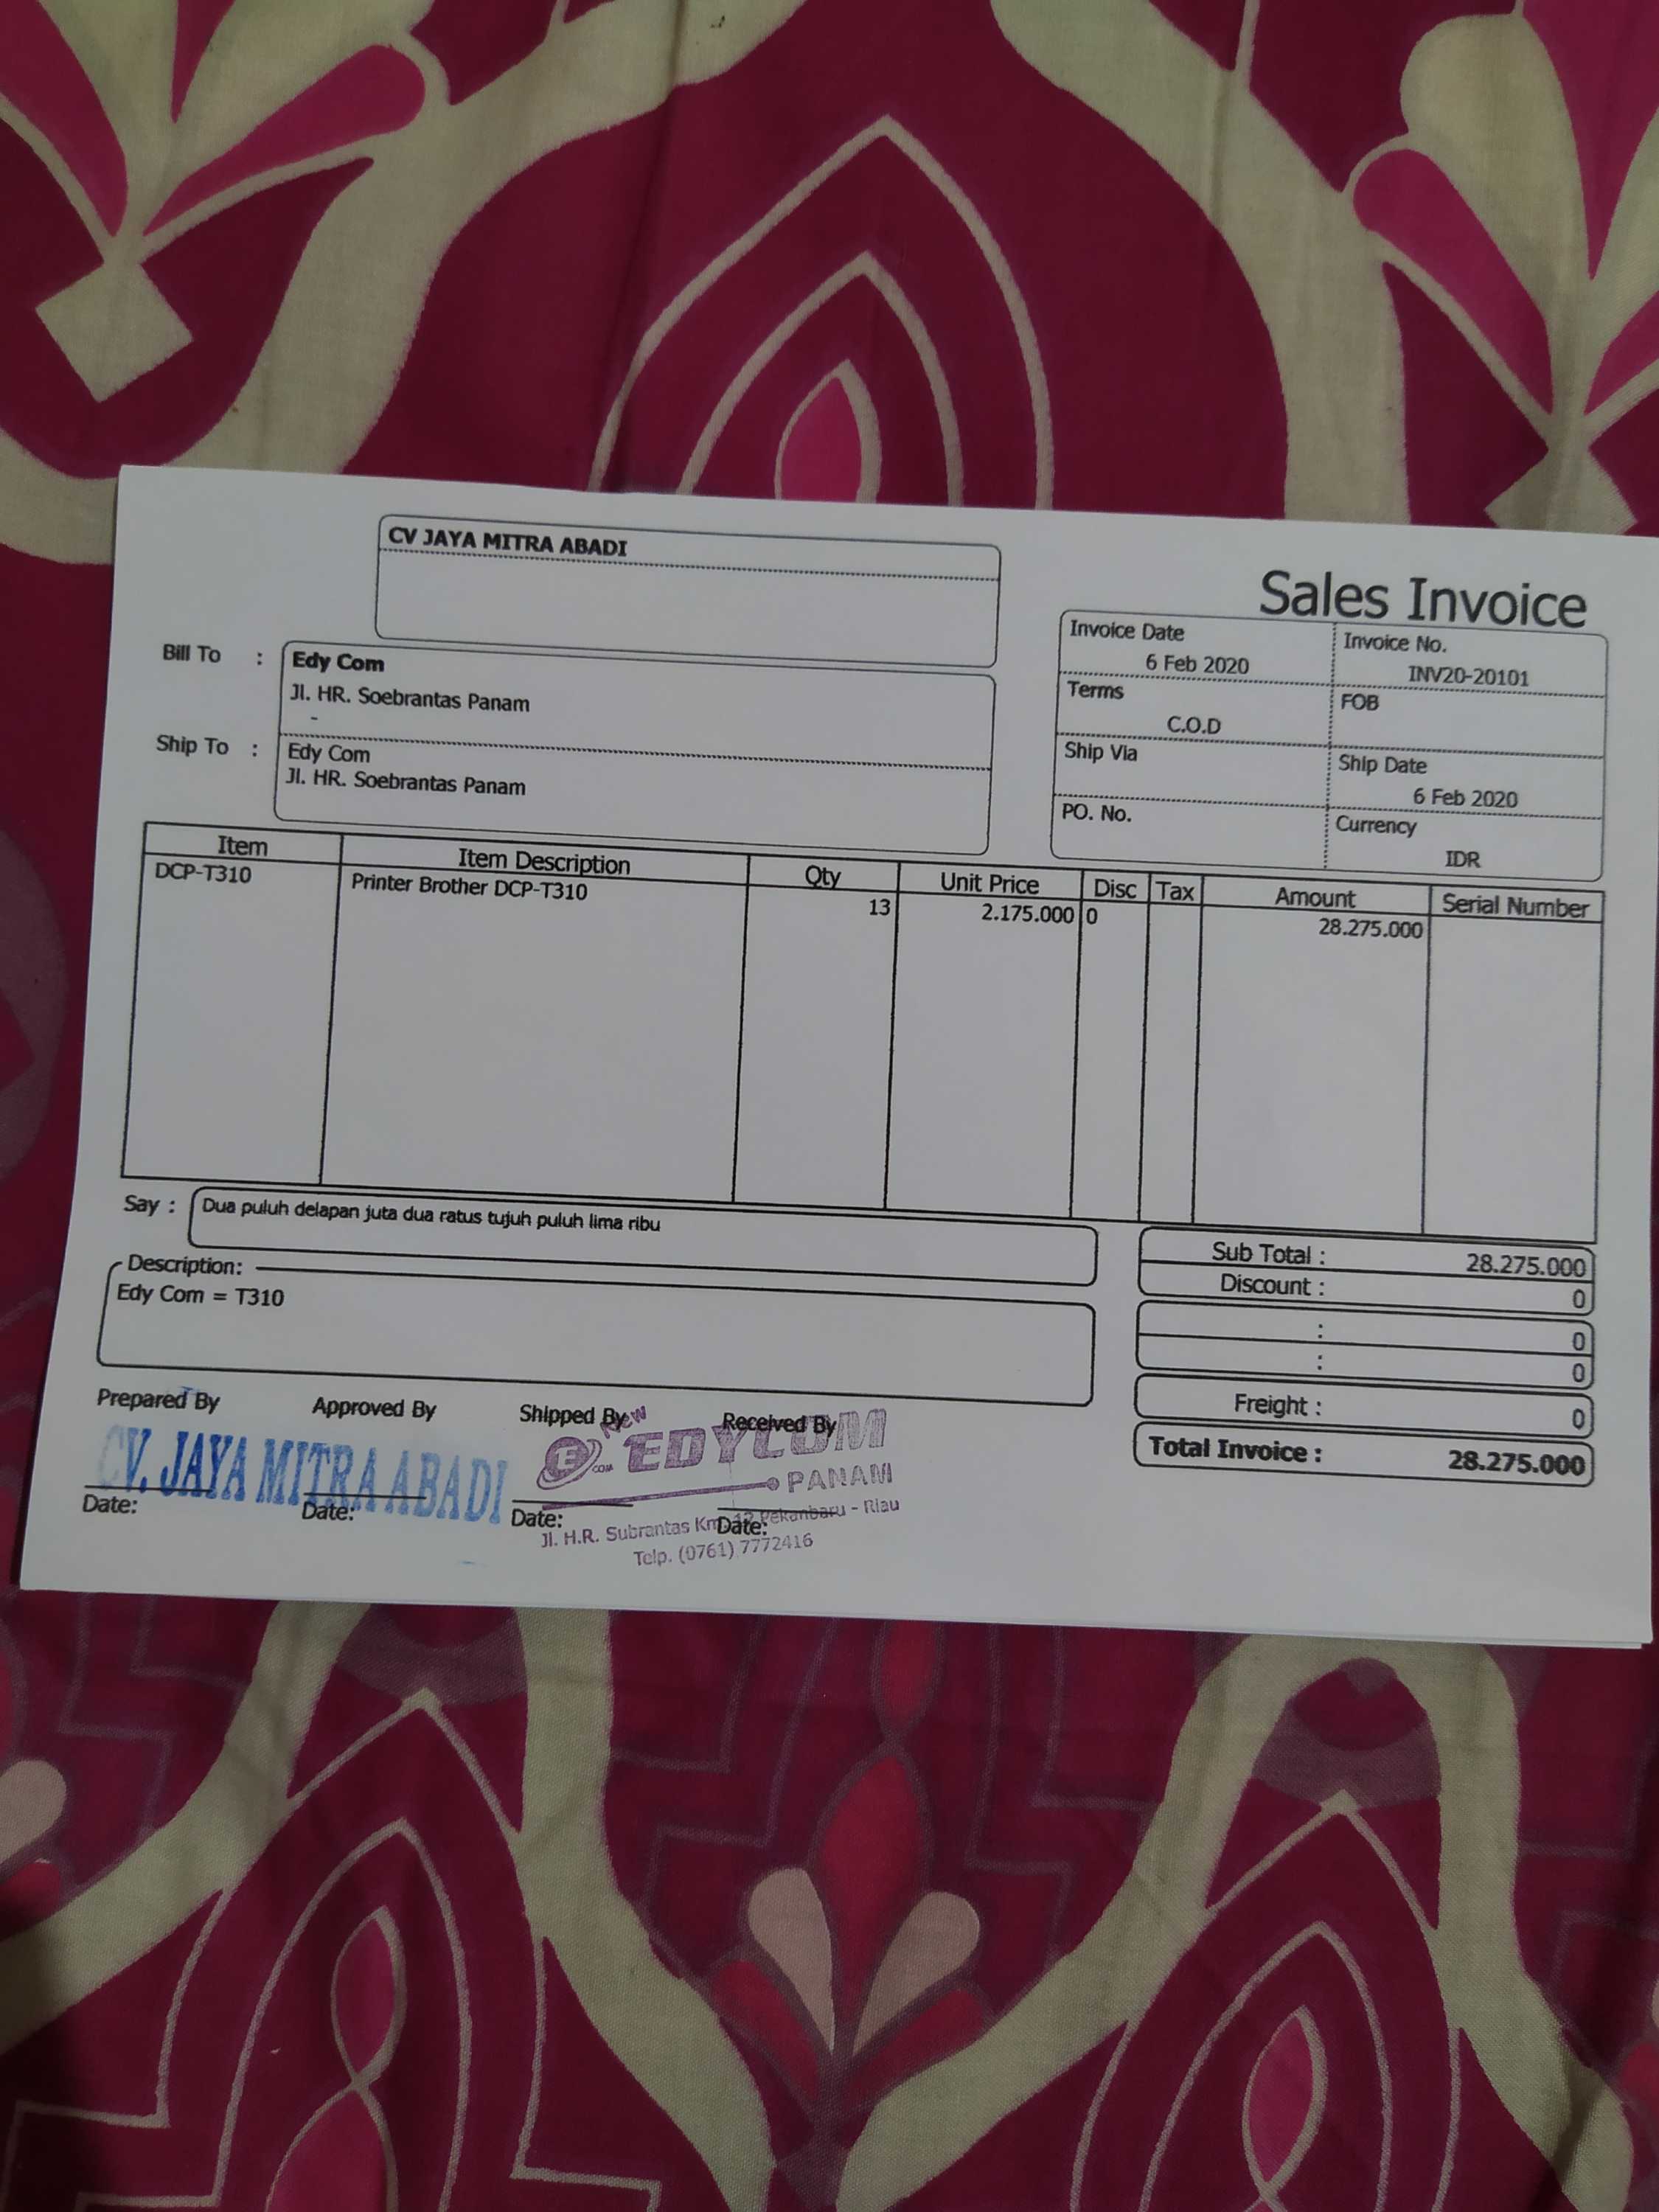 CV JAYA MITRA ABADI
Sales Invoice
Bill To :
Edy Com
Jl. HR. Soebrantas Panam
-
Ship To :
Edy Com
Jl. HR. Soebrantas Panam
Invoice Date
6 Feb 2020
Invoice No.
INV20-20101
Terms
C.O.D
FOB
Ship Via
Ship Date
6 Feb 2020
PO. No.
Currency
IDR
Item Item Description Qty Unit Price Disc Tax Amount Serial Number
DCP-T310 Printer Brother DCP-T310 13 2.175.000 0 28.275.000
Say : Dua puluh delapan juta dua ratus tujuh puluh lima ribu
Description:
Edy Com = T310
Sub Total : 28.275.000
Discount : 0
: 0
: 0
Freight : 0
Total Invoice : 28.275.000
Prepared By Approved By Shipped By Received By
CV. JAYA MITRA ABADI
New
E COM EDYCOM
PANAM
Date: Date: Date: Date:
Jl. H.R. Subrantas Km. 12 Pekanbaru - Riau
Telp. (0761) 7772416